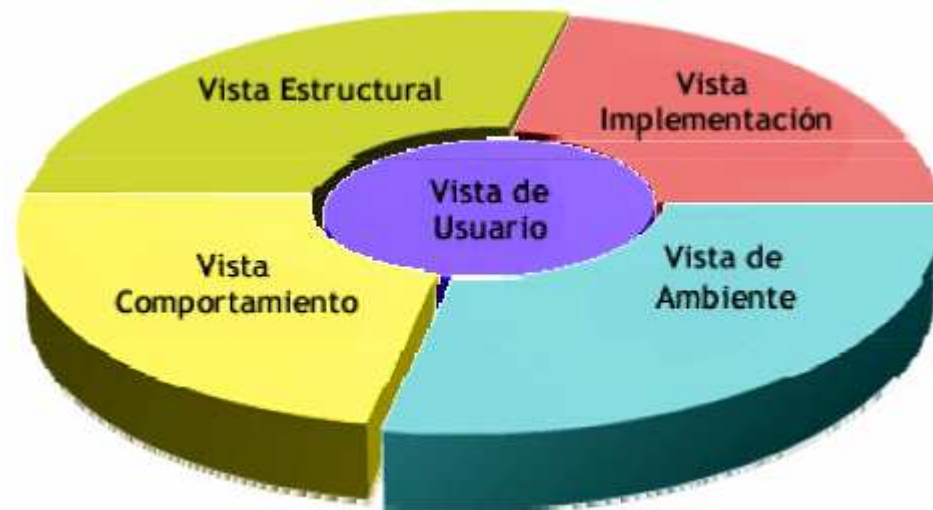 Vista Estructural
Vista
Implementación
Vista de
Usuario
Vista
Comportamiento
Vista de
Ambiente